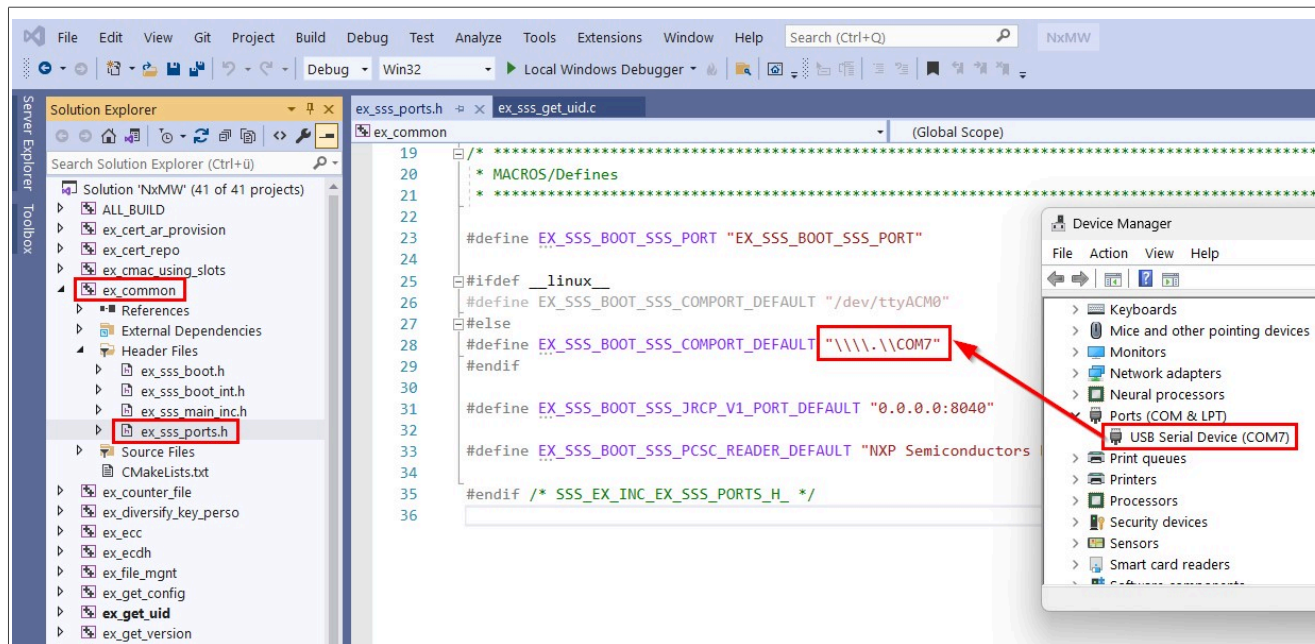 File Edit View Git Project Build Debug Test Analyze Tools Extensions Window Help Search (Ctrl+Q) NxMW
Debug Win32 Local Windows Debugger
Server Explorer
Toolbox
Solution Explorer
Search Solution Explorer (Ctrl+ü)
Solution 'NxMW' (41 of 41 projects)
ALL_BUILD
ex_cert_ar_provision
ex_cert_repo
ex_cmac_using_slots
ex_common
References
External Dependencies
Header Files
ex_sss_boot.h
ex_sss_boot_int.h
ex_sss_main_inc.h
ex_sss_ports.h
Source Files
CMakeLists.txt
ex_counter_file
ex_diversify_key_perso
ex_ecc
ex_ecdh
ex_file_mgnt
ex_get_config
ex_get_uid
ex_get_version
ex_sss_ports.h ex_sss_get_uid.c
ex_common (Global Scope)
19 /* ****************************************************************************
20 * MACROS/Defines
21 * ****************************************************************************
22
23 #define EX_SSS_BOOT_SSS_PORT "EX_SSS_BOOT_SSS_PORT"
24
25 #ifdef __linux__
26 #define EX_SSS_BOOT_SSS_COMPORT_DEFAULT "/dev/ttyACM0"
27 #else
28 #define EX_SSS_BOOT_SSS_COMPORT_DEFAULT "\\\\.\\COM7"
29 #endif
30
31 #define EX_SSS_BOOT_SSS_JRCP_V1_PORT_DEFAULT "0.0.0.0:8040"
32
33 #define EX_SSS_BOOT_SSS_PCSC_READER_DEFAULT "NXP Semiconductors
34
35 #endif /* SSS_EX_INC_EX_SSS_PORTS_H_ */
36
Device Manager
File Action View Help
Keyboards
Mice and other pointing devices
Monitors
Network adapters
Neural processors
Ports (COM & LPT)
USB Serial Device (COM7)
Print queues
Printers
Processors
Security devices
Sensors
Smart card readers
Software components